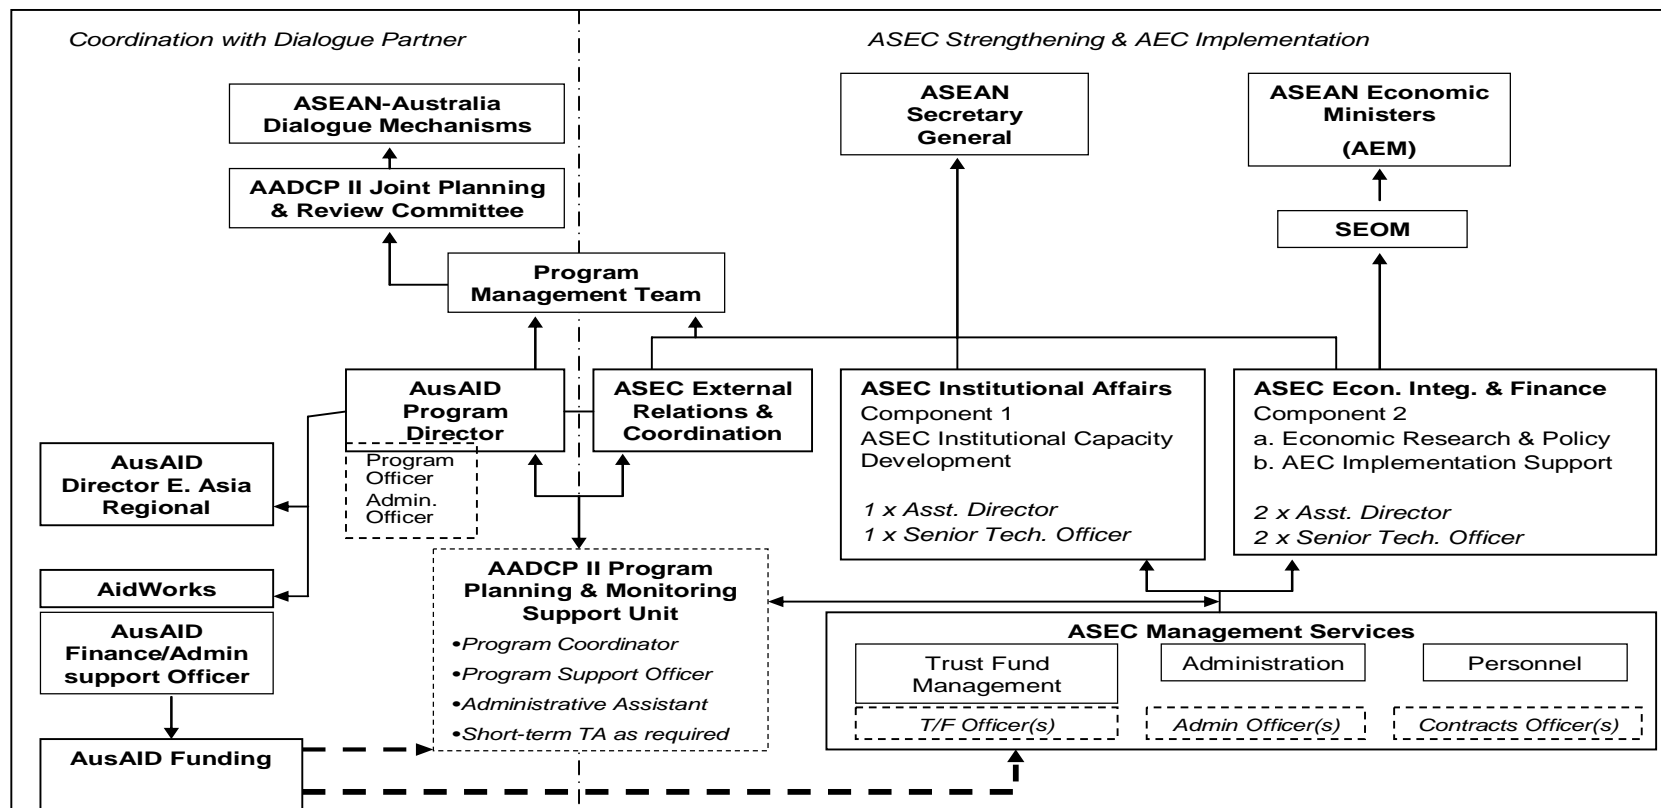 Coordination with Dialogue Partner
ASEC Strengthening & AEC Implementation
ASEAN-Australia
Dialogue Mechanisms
ASEAN
Secretary
General
ASEAN Economic
Ministers
(AEM)
AADCP II Joint Planning
& Review Committee
SEOM
Program
Management Team
AusAID
Program
Director
Program
Officer
Admin.
Officer
ASEC External
Relations &
Coordination
ASEC Institutional Affairs
Component 1
ASEC Institutional Capacity
Development
1 x Asst. Director
1 x Senior Tech. Officer
ASEC Econ. Integ. & Finance
Component 2
a. Economic Research & Policy
b. AEC Implementation Support
2 x Asst. Director
2 x Senior Tech. Officer
AusAID
Director E. Asia
Regional
AidWorks
AusAID
Finance/Admin
support Officer
AusAID Funding
AADCP II Program
Planning & Monitoring
Support Unit
•Program Coordinator
•Program Support Officer
•Administrative Assistant
•Short-term TA as required
ASEC Management Services
Trust Fund
Management
Administration
Personnel
T/F Officer(s)
Admin Officer(s)
Contracts Officer(s)